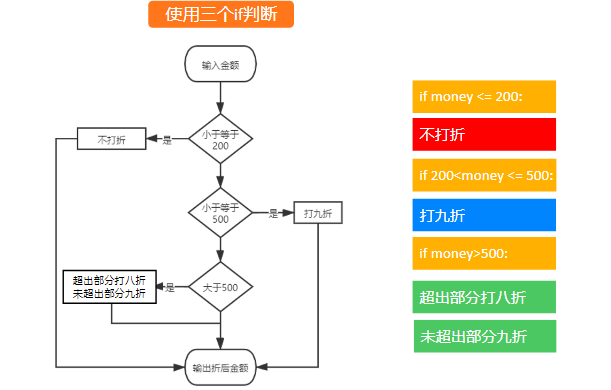 使用三个if判断
输入金额
小于等于
200
是
不打折
小于等于
500
是
打九折
大于500
是
超出部分打八折
未超出部分九折
输出折后金额
if money <= 200:
不打折
if 200<money <= 500:
打九折
if money>500:
超出部分打八折
未超出部分九折